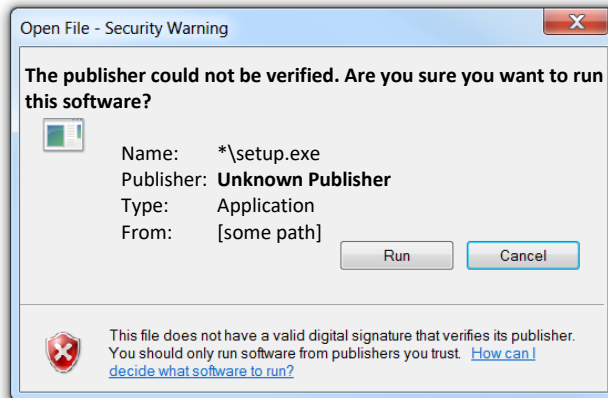 Open File - Security Warning
The publisher could not be verified. Are you sure you want to run
this software?
Name: *\setup.exe
Publisher: Unknown Publisher
Type: Application
From: [some path]
Run Cancel
This file does not have a valid digital signature that verifies its publisher.
You should only run software from publishers you trust. How can I
decide what software to run?